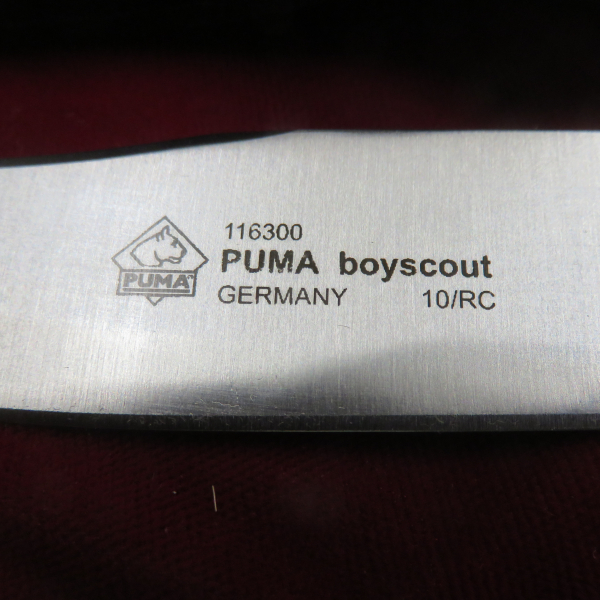 116300
PUMA boyscout
GERMANY 10/RC
PUMA